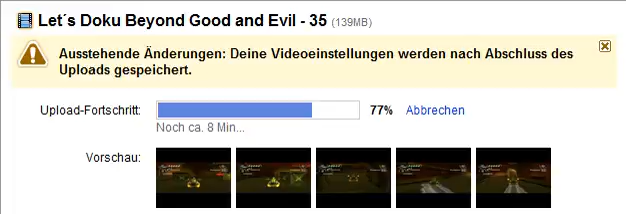 Let´s Doku Beyond Good and Evil - 35 (139MB)
Ausstehende Änderungen: Deine Videoeinstellungen werden nach Abschluss des
Uploads gespeichert.
Upload-Fortschritt: 77% Abbrechen
Noch ca. 8 Min...
Vorschau: